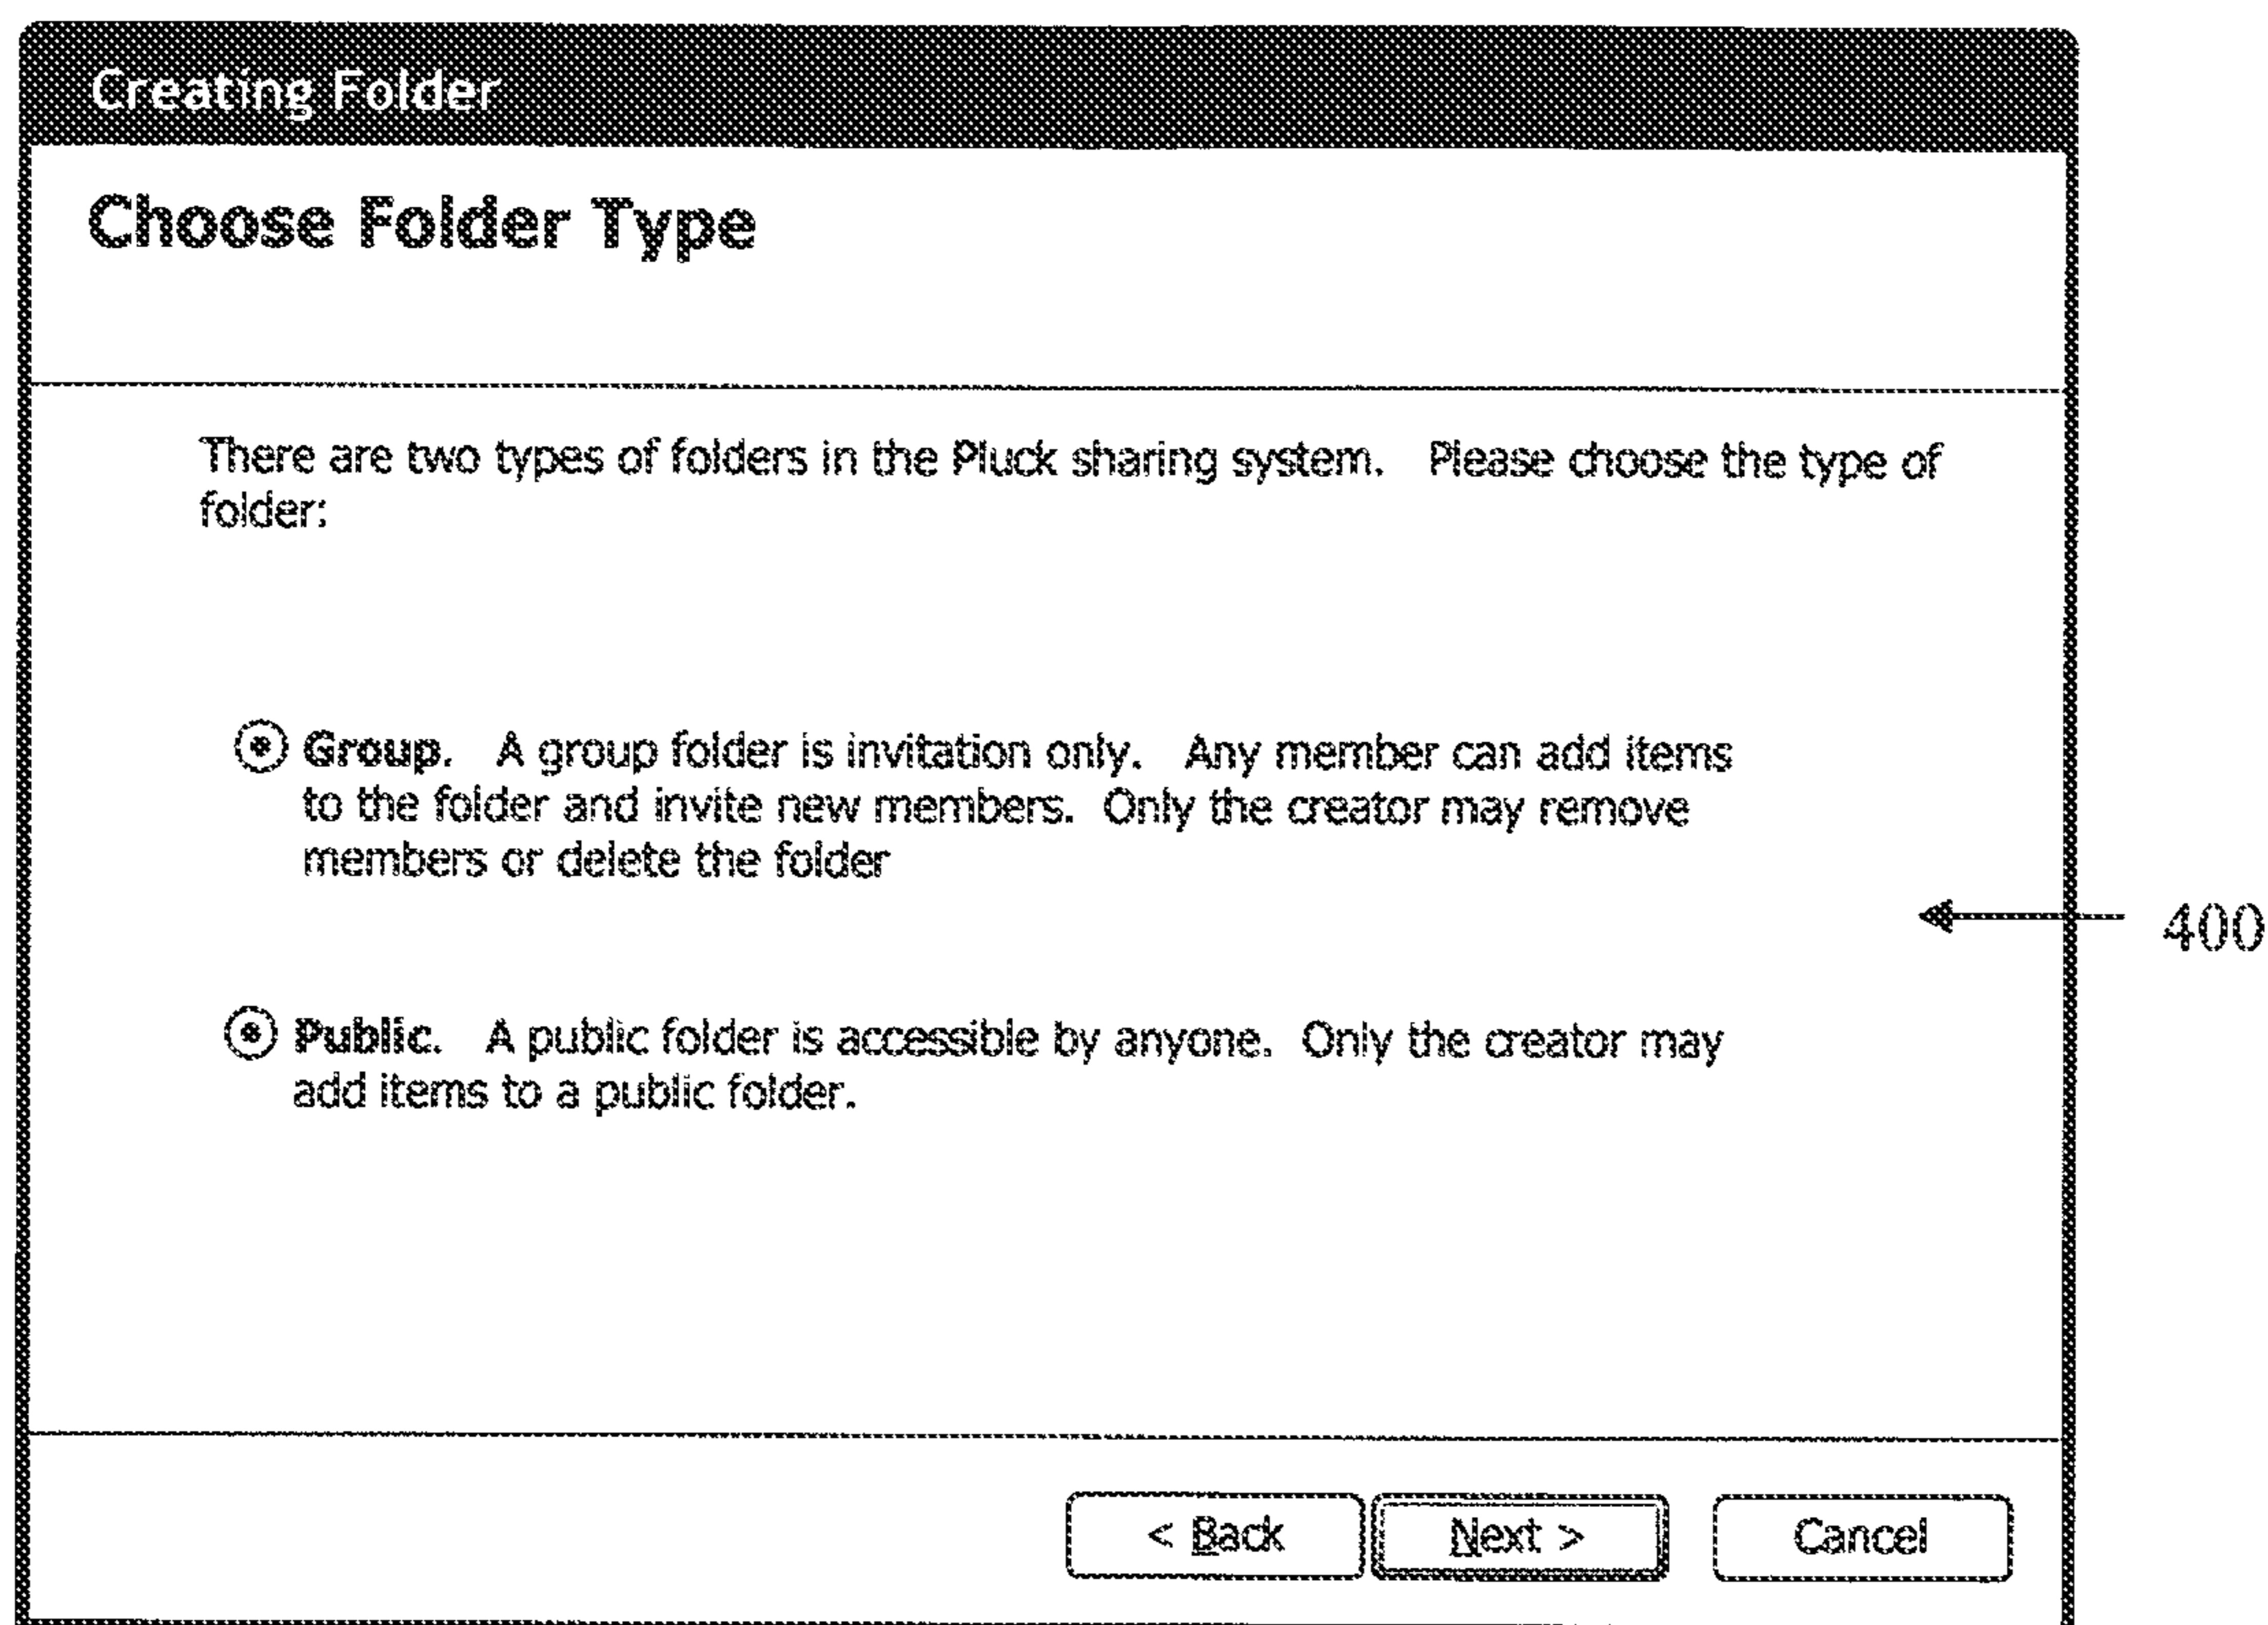 Creating Folder
Choose Folder Type
There are two types of folders in the Pluck sharing system. Please choose the type of
folder:
Group. A group folder is invitation only. Any member can add items
to the folder and invite new members. Only the creator may remove
members or delete the folder
400
Public. A public folder is accessible by anyone. Only the creator may
add items to a public folder.
< Back Next > Cancel